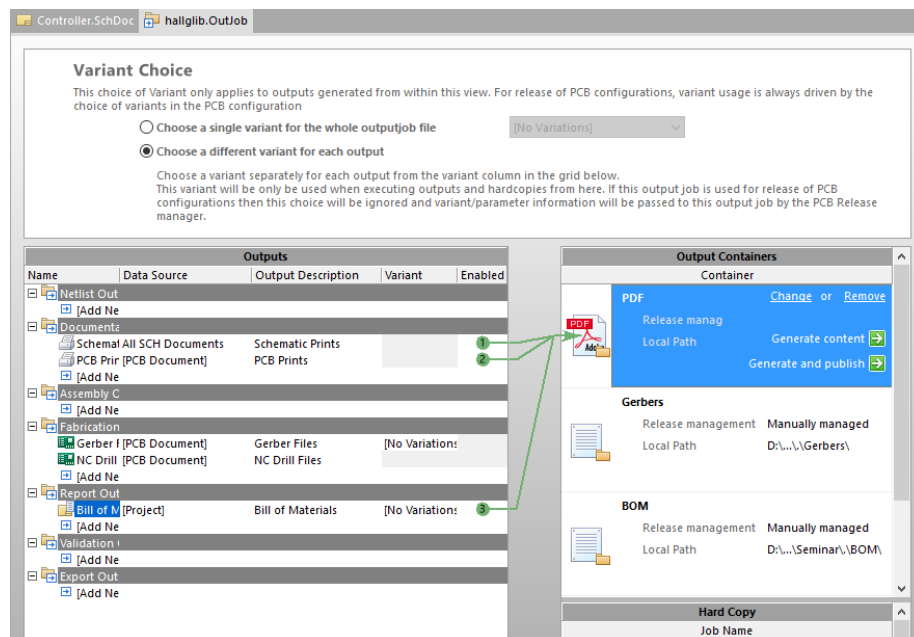 Controller.SchDoc hallglib.OutJob
Variant Choice
This choice of Variant only applies to outputs generated from within this view. For release of PCB configurations, variant usage is always driven by the
choice of variants in the PCB configuration
Choose a single variant for the whole outputjob file [No Variations]
Choose a different variant for each output
Choose a variant separately for each output from the variant column in the grid below.
This variant will be only be used when executing outputs and hardcopies from here. If this output job is used for release of PCB
configurations then this choice will be ignored and variant/parameter information will be passed to this output job by the PCB Release
manager.
Outputs
Name Data Source Output Description Variant Enabled
Netlist Out
[Add Ne
Documenta
Schemat All SCH Documents Schematic Prints 1
PCB Prir [PCB Document] PCB Prints 2
[Add Ne
Assembly C
[Add Ne
Fabrication
Gerber F [PCB Document] Gerber Files [No Variations
NC Drill [PCB Document] NC Drill Files
[Add Ne
Report Out
Bill of M [Project] Bill of Materials [No Variations 3
[Add Ne
Validation
[Add Ne
Export Out
[Add Ne
Output Containers
Container
PDF Change or Remove
PDF
Adob
Release manag
Local Path Generate content
Generate and publish
Gerbers
Release management Manually managed
Local Path D:\...\.\Gerbers\
BOM
Release management Manually managed
Local Path D:\...\Seminar\.\BOM\
Hard Copy
Job Name